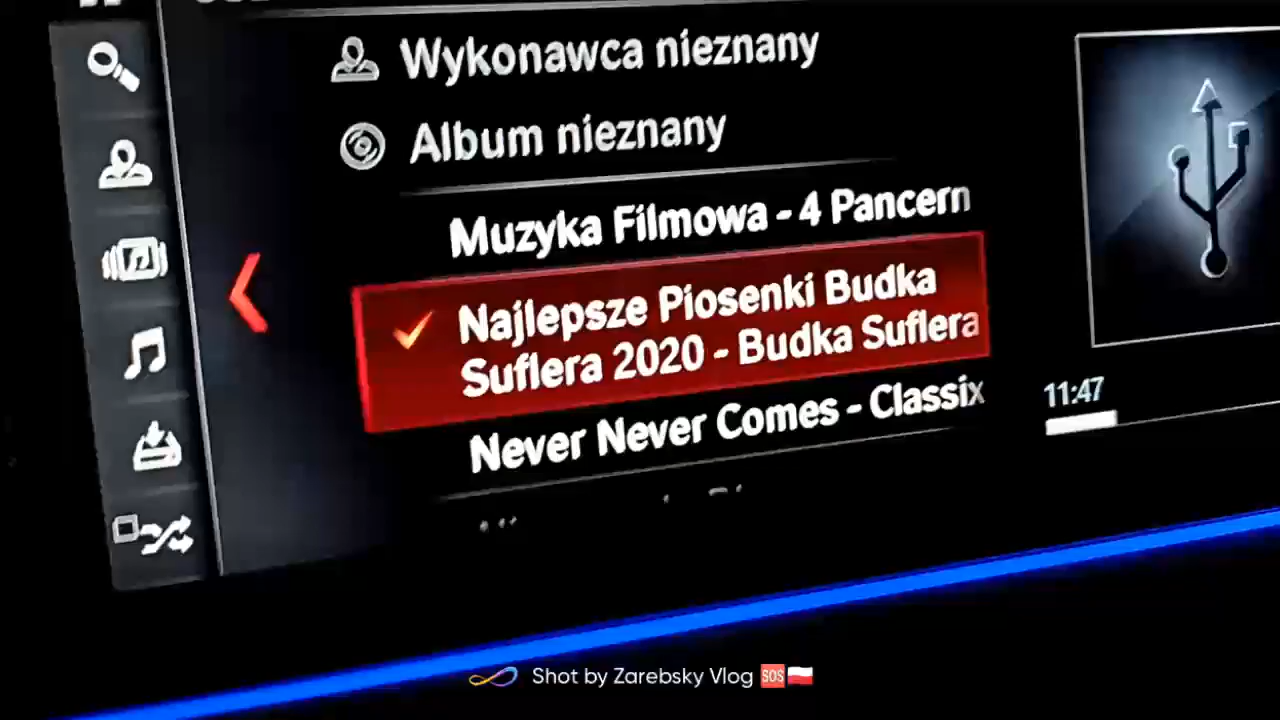 Wykonawca nieznany
Album nieznany
Muzyka Filmowa - 4 Pancern
Najlepsze Piosenki Budka
Suflera 2020 - Budka Suflera
Never Never Comes - Classix
11:47
Shot by Zarebsky Vlog 🆘🇵🇱